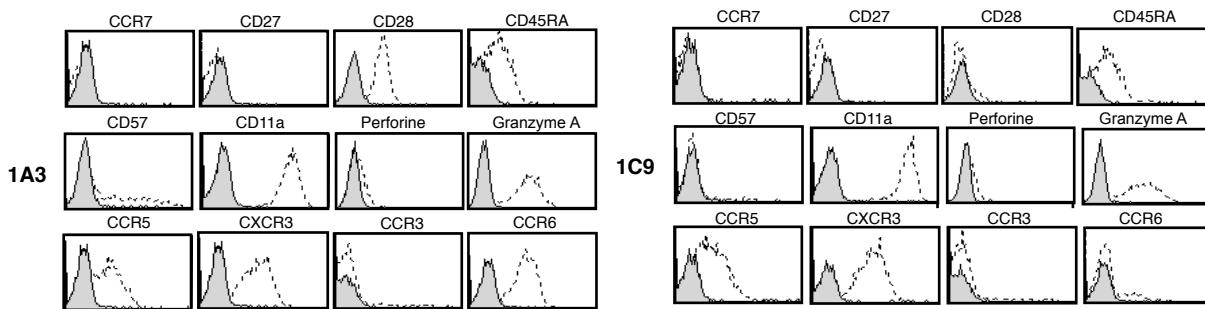 CCR7 CD27 CD28 CD45RA
CD57 CD11a Perforine Granzyme A
1A3
CCR5 CXCR3 CCR3 CCR6
CCR7 CD27 CD28 CD45RA
CD57 CD11a Perforine Granzyme A
1C9
CCR5 CXCR3 CCR3 CCR6